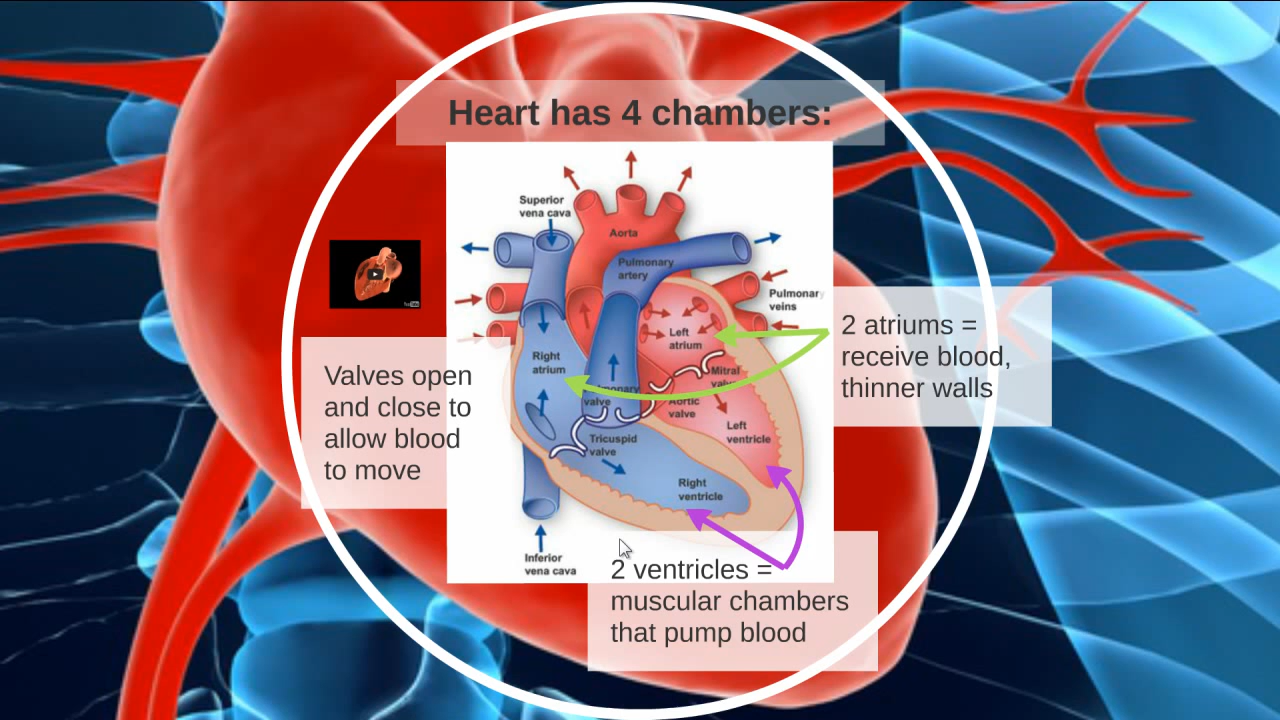 Heart has 4 chambers:
Superior
vena cava
Aorta
Pulmonary
artery
Pulmonary
veins
Left
atrium
Right
atrium
Mitral
valve
valve
Aortic
valve
Left
ventricle
Tricuspid
valve
Right
ventricle
Inferior
vena cava
2 atriums =
receive blood,
thinner walls
Valves open
and close to
allow blood
to move
2 ventricles =
muscular chambers
that pump blood